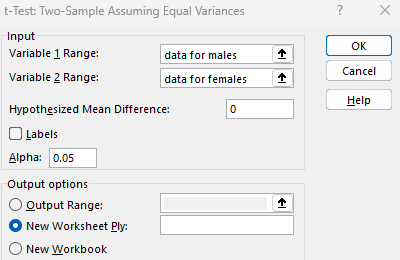 t-Test: Two-Sample Assuming Equal Variances ? ×
Input
Variable 1 Range: data for males
OK
Variable 2 Range: data for females
Cancel
Hypothesized Mean Difference: 0
Help
Labels
Alpha: 0.05
Output options
Output Range:
New Worksheet Ply:
New Workbook